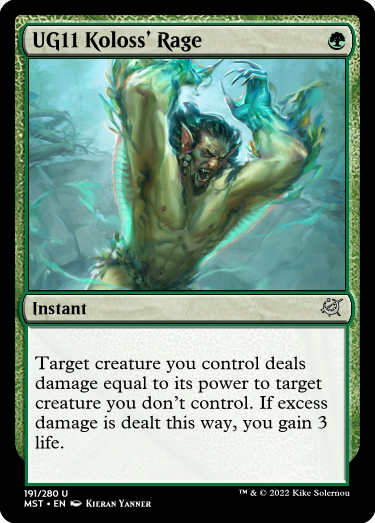 UG11 Koloss' Rage
Instant
Target creature you control deals
damage equal to its power to target
creature you don't control. If excess
damage is dealt this way, you gain 3
life.
191/280 U
MST • EN KIERAN YANNER
™ & © 2022 Kike Solernou